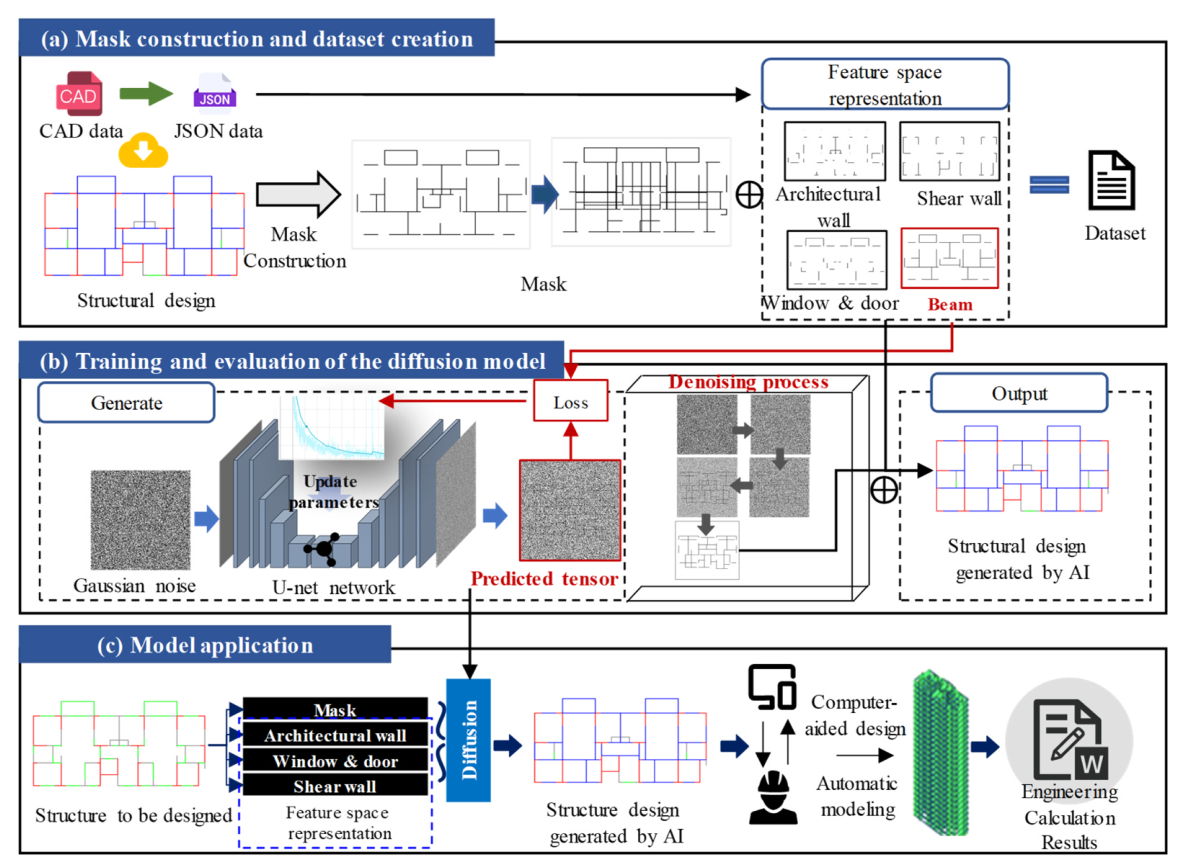 (a) Mask construction and dataset creation
CAD
JSON
CAD data
JSON data
Feature space
representation
Architectural
wall
Shear wall
Mask
Construction
Structural design
Mask
Window & door
Beam
Dataset
(b) Training and evaluation of the diffusion model
Generate
Loss
Denoising process
Output
Update
parameters
Gaussian noise
U-net network
Predicted tensor
Structural design
generated by AI
(c) Model application
Mask
Architectural wall
Window & door
Shear wall
Feature space
representation
Structure to be designed
Diffusion
Structure design
generated by AI
Computer-
aided design
Automatic
modeling
W
Engineering
Calculation
Results